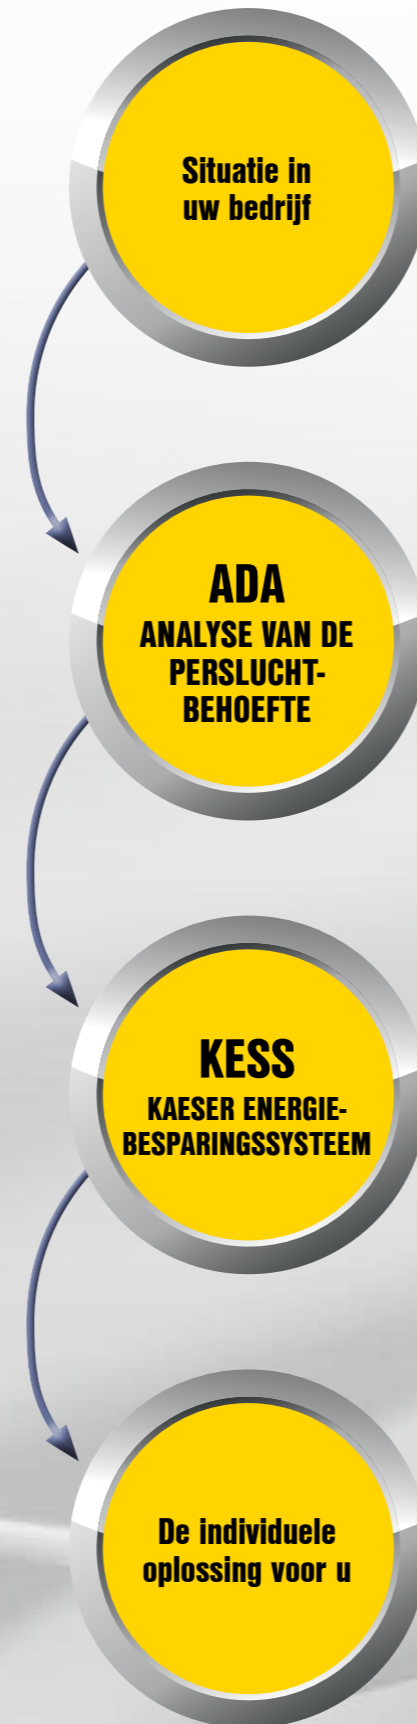 Situatie in
uw bedrijf
ADA
ANALYSE VAN DE
PERSLUCHT-
BEHOEFTE
KESS
KAESER ENERGIE-
BESPARINGSSYSTEEM
De individuele
oplossing voor u